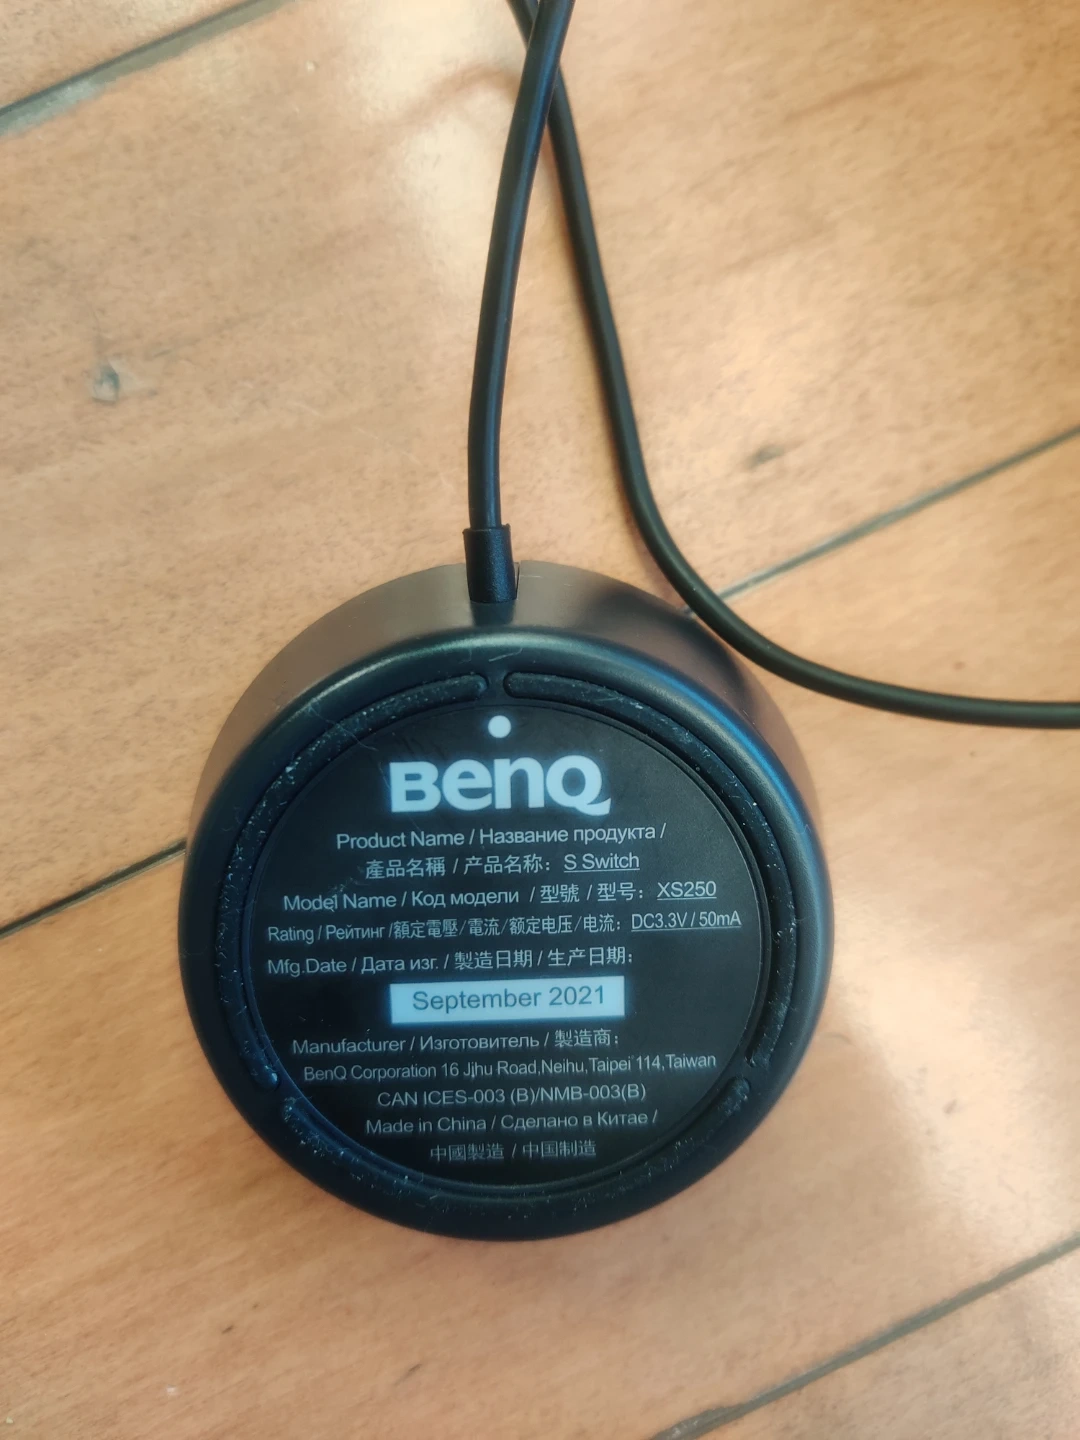 BenQ
Product Name / Название продукта /
產品名稱 / 产品名称: S Switch
Model Name / Код модели / 型號 / 型号: XS250
Rating / Рейтинг /額定電壓/電流/额定电压/电流: DC3.3V / 50mA
Mfg.Date / Дата изг. / 製造日期 / 生产日期:
September 2021
Manufacturer / Изготовитель / 製造商:
BenQ Corporation 16 Jjhu Road,Neihu,Taipei 114,Taiwan
CAN ICES-003 (B)/NMB-003(B)
Made in China / Сделано в Китае /
中國製造 / 中国制造